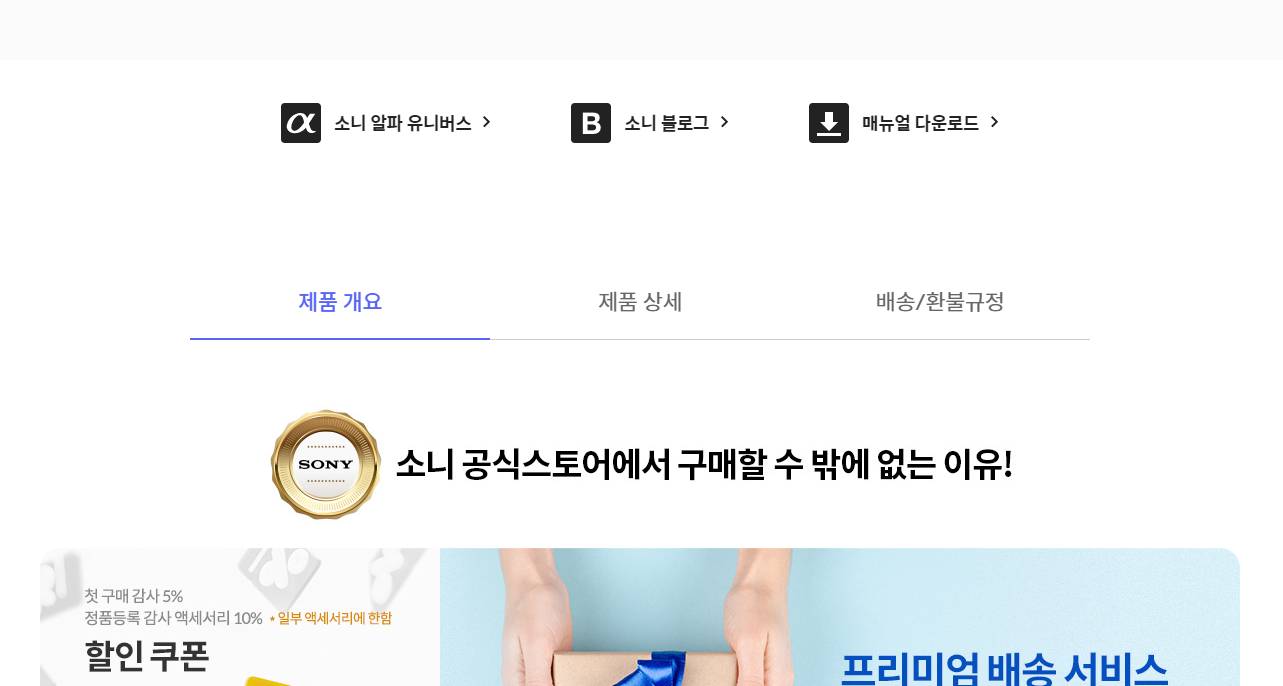 α 소니 알파 유니버스
B 소니 블로그
매뉴얼 다운로드
제품 개요
제품 상세
배송/환불규정
SONY
소니 공식스토어에서 구매할 수 밖에 없는 이유!
첫 구매 감사 5%
정품등록 감사 액세서리 10% * 일부 액세서리에 한함
할인 쿠폰
프리미엄 배송 서비스